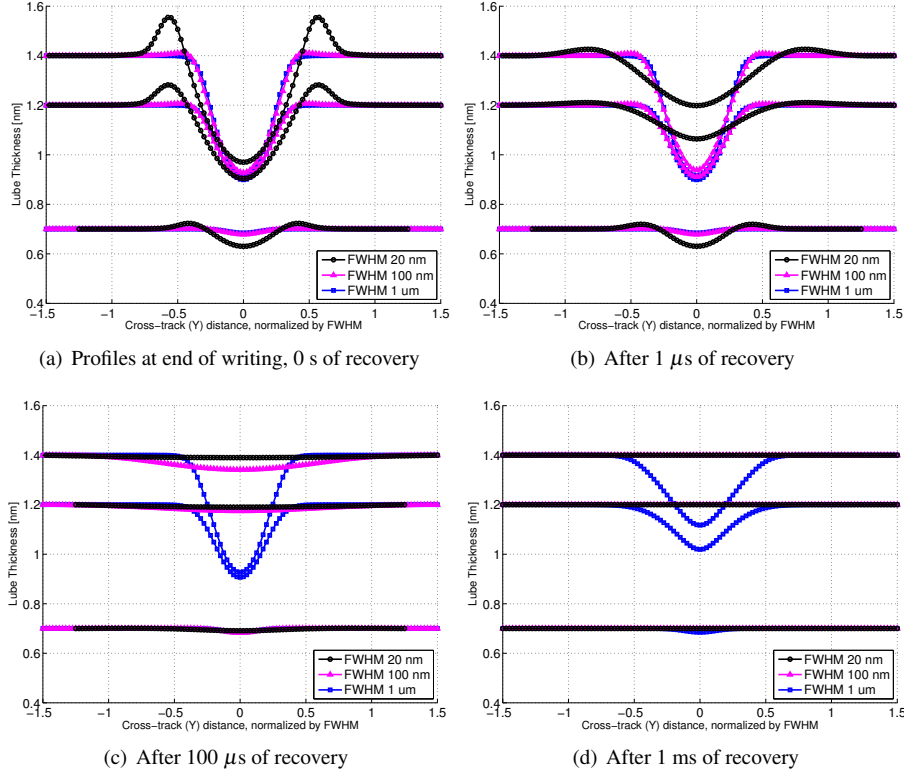 1.6
1.4
1.2
1
0.8
0.6
0.4
Lube Thickness [nm]
−1.5 −1 −0.5 0 0.5 1 1.5
Cross−track (Y) distance, normalized by FWHM
FWHM 20 nm
FWHM 100 nm
FWHM 1 um
(a) Profiles at end of writing, 0 s of recovery
1.6
1.4
1.2
1
0.8
0.6
0.4
Lube Thickness [nm]
−1.5 −1 −0.5 0 0.5 1 1.5
Cross−track (Y) distance, normalized by FWHM
FWHM 20 nm
FWHM 100 nm
FWHM 1 um
(b) After 1 μs of recovery
1.6
1.4
1.2
1
0.8
0.6
0.4
Lube Thickness [nm]
−1.5 −1 −0.5 0 0.5 1 1.5
Cross−track (Y) distance, normalized by FWHM
FWHM 20 nm
FWHM 100 nm
FWHM 1 um
(c) After 100 μs of recovery
1.6
1.4
1.2
1
0.8
0.6
0.4
Lube Thickness [nm]
−1.5 −1 −0.5 0 0.5 1 1.5
Cross−track (Y) distance, normalized by FWHM
FWHM 20 nm
FWHM 100 nm
FWHM 1 um
(d) After 1 ms of recovery